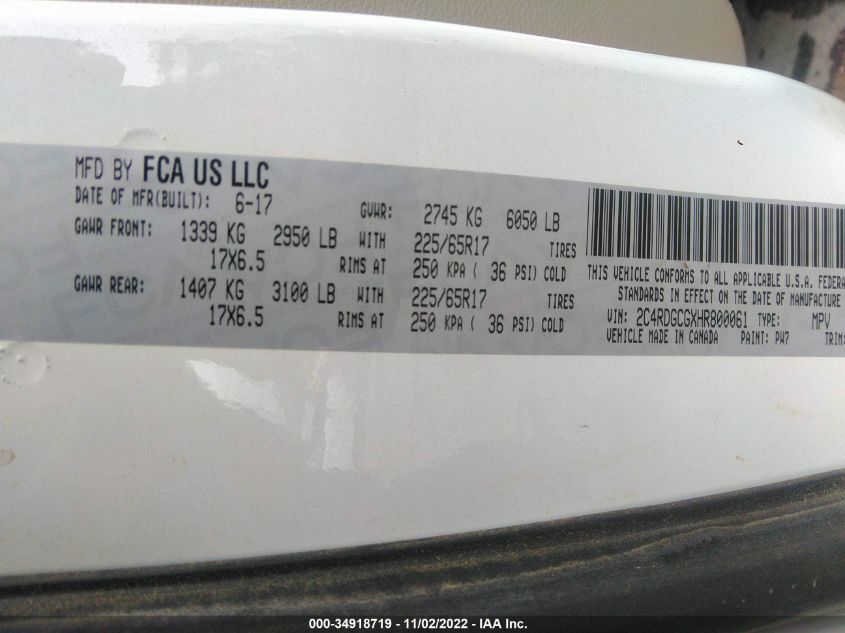 MFD BY FCA US LLC
DATE OF MFR(BUILT): 6-17 GVWR: 2745 KG 6050 LB
GAWR FRONT: 1339 KG 2950 LB WITH 225/65R17 TIRES
17X6.5 RIMS AT 250 KPA ( 36 PSI) COLD
GAWR REAR: 1407 KG 3100 LB WITH 225/65R17 TIRES
17X6.5 RIMS AT 250 KPA ( 36 PSI) COLD
THIS VEHICLE CONFORMS TO ALL APPLICABLE U.S.A. FEDERA
STANDARDS IN EFFECT ON THE DATE OF MANUFACTURE
VIN: 2C4RDGCGXHR800061 TYPE: MPV
VEHICLE MADE IN CANADA PAINT: PW7 TRIM:
000-34918719 - 11/02/2022 - IAA Inc.